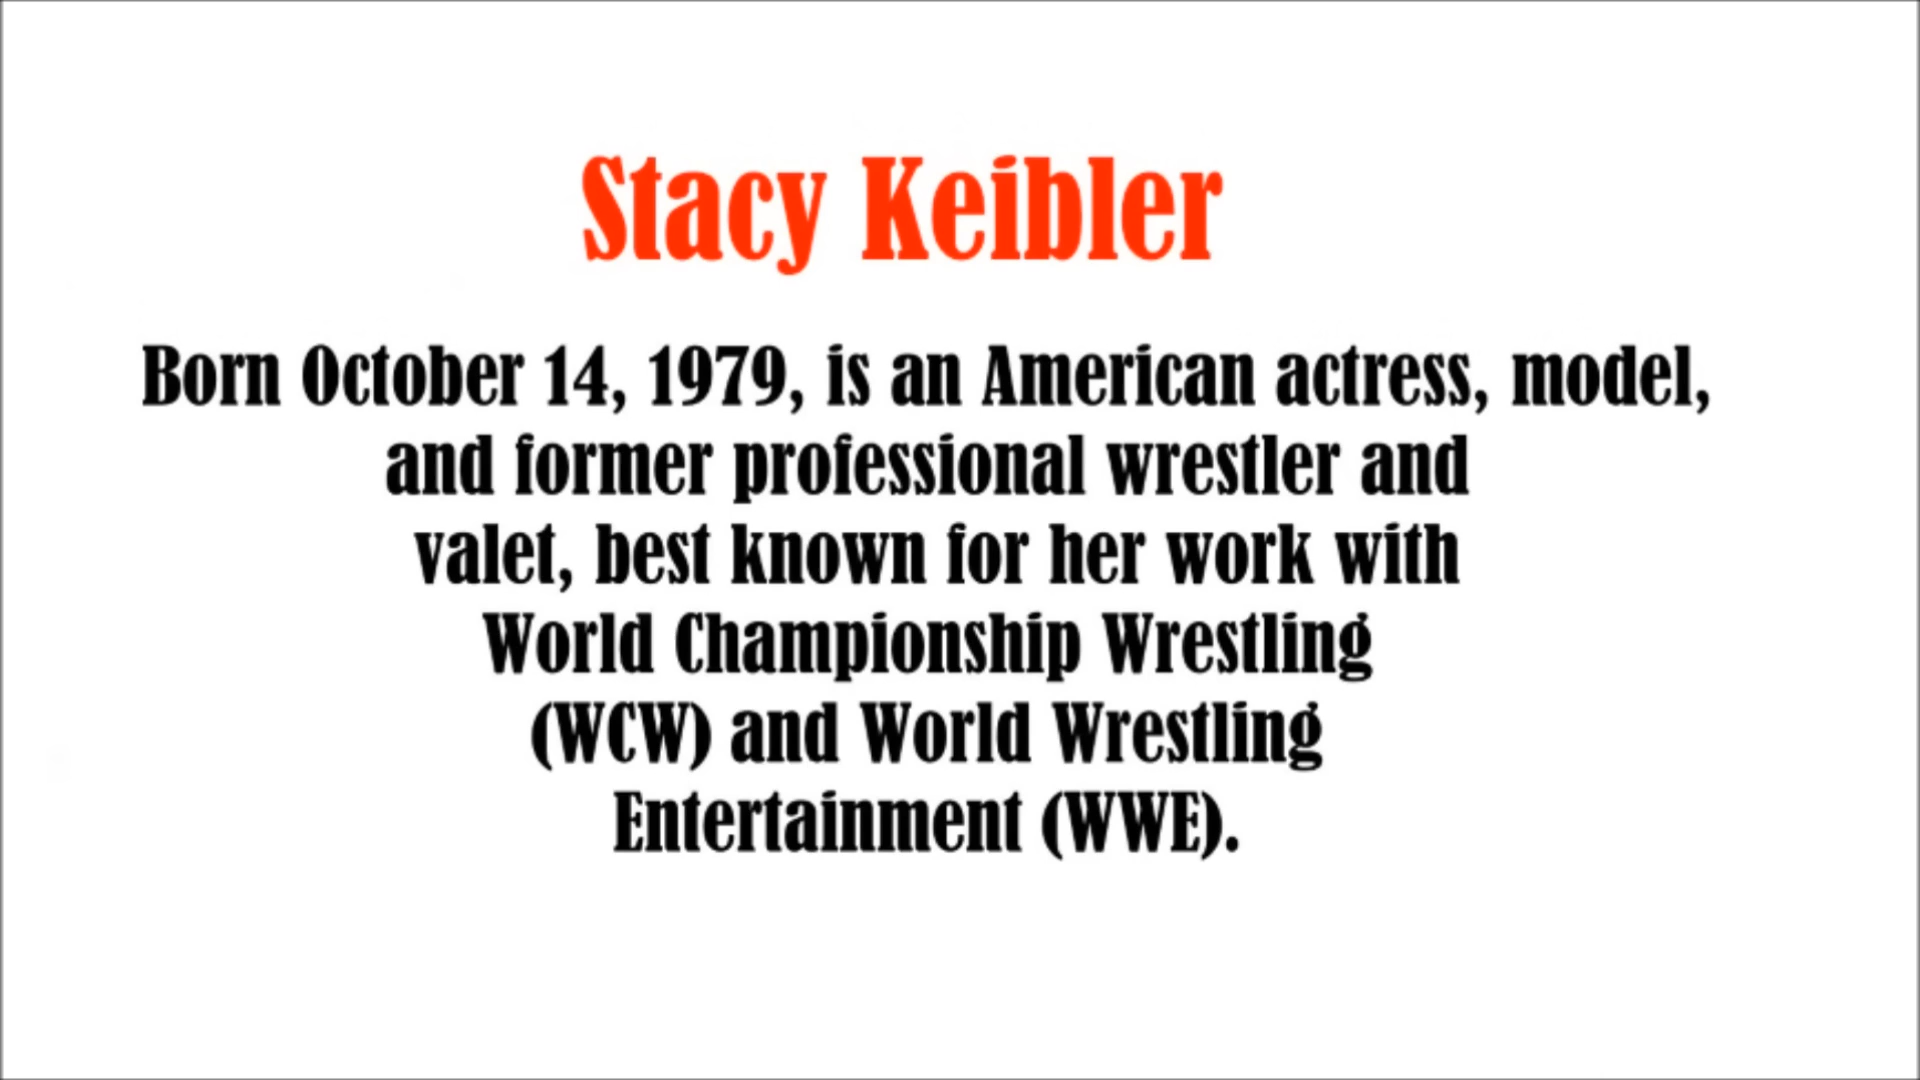 Stacy Keibler
Born October 14, 1979, is an American actress, model,
and former professional wrestler and
valet, best known for her work with
World Championship Wrestling
(WCW) and World Wrestling
Entertainment (WWE).